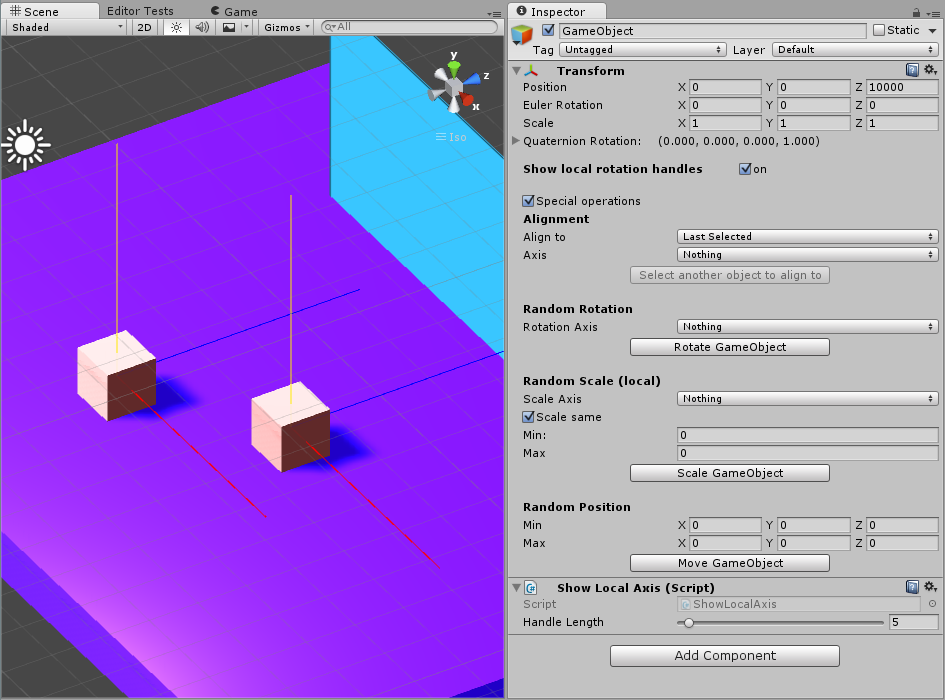 Scene
Editor Tests
Game
Shaded
2D
Gizmos
All
y
z
x
Iso
Inspector
GameObject
Static
Tag Untagged
Layer Default
Transform
Position X 0 Y 0 Z 10000
Euler Rotation X 0 Y 0 Z 0
Scale X 1 Y 1 Z 1
Quaternion Rotation: (0.000, 0.000, 0.000, 1.000)
Show local rotation handles on
Special operations
Alignment
Align to Last Selected
Axis Nothing
Select another object to align to
Random Rotation
Rotation Axis Nothing
Rotate GameObject
Random Scale (local)
Scale Axis Nothing
Scale same
Min: 0
Max 0
Scale GameObject
Random Position
Min X 0 Y 0 Z 0
Max X 0 Y 0 Z 0
Move GameObject
Show Local Axis (Script)
Script ShowLocalAxis
Handle Length 5
Add Component